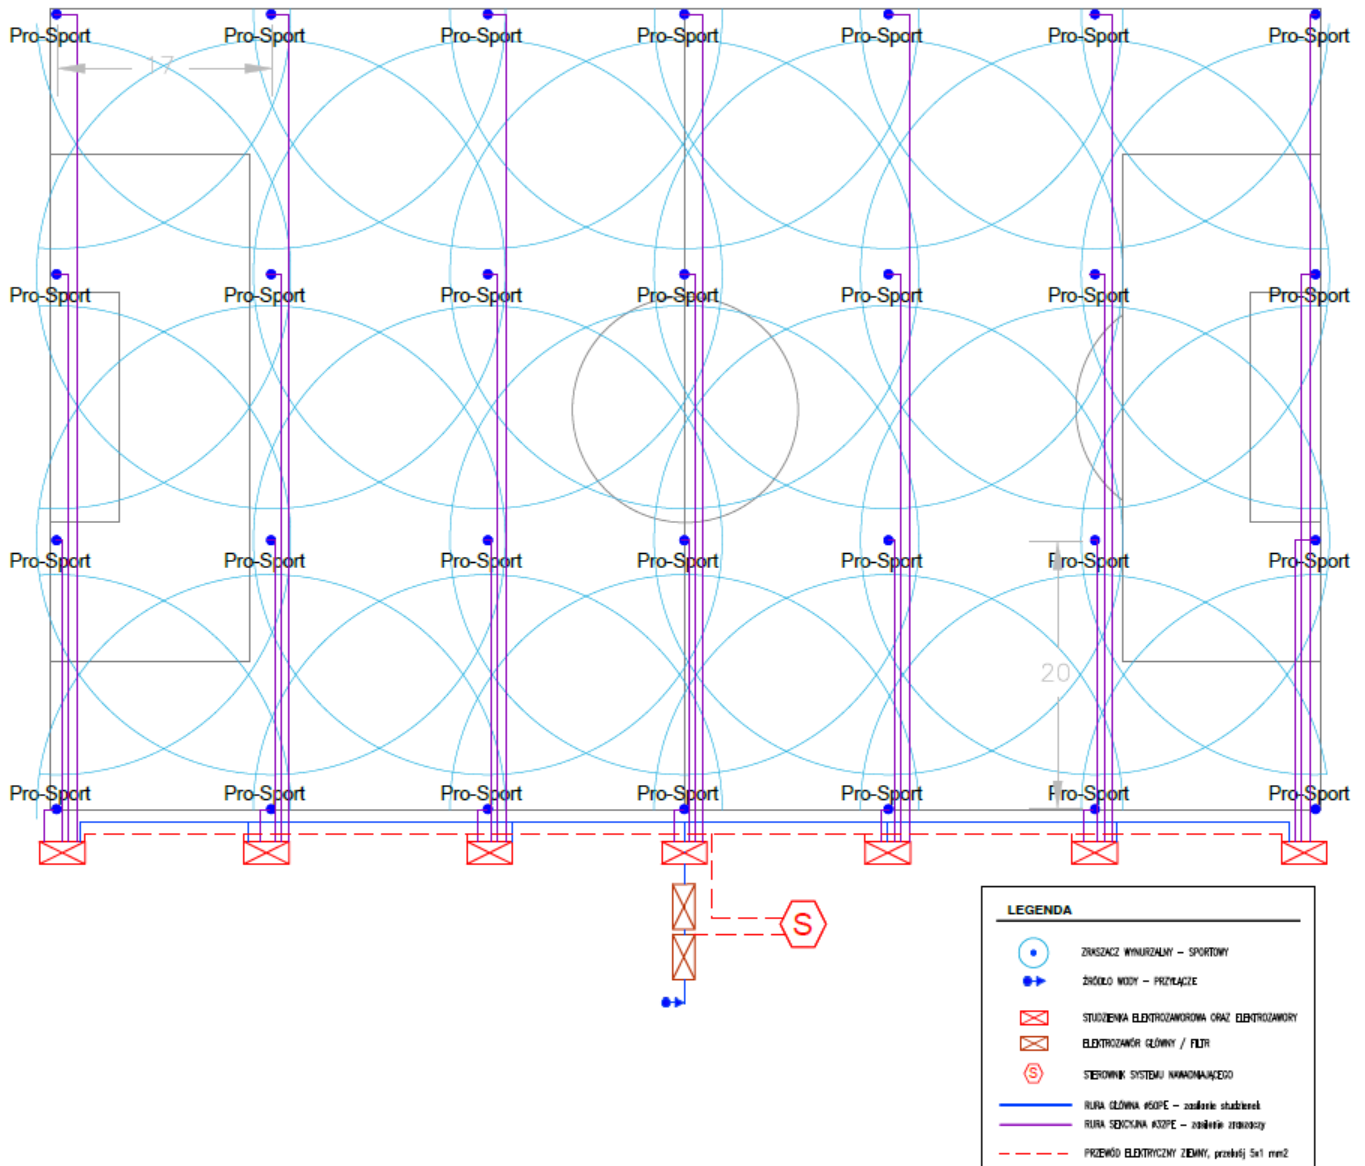 Pro-Sport Pro-Sport Pro-Sport Pro-Sport Pro-Sport Pro-Sport Pro-Sport
17
Pro-Sport Pro-Sport Pro-Sport Pro-Sport Pro-Sport Pro-Sport Pro-Sport
Pro-Sport Pro-Sport Pro-Sport Pro-Sport Pro-Sport Pro-Sport Pro-Sport
20
Pro-Sport Pro-Sport Pro-Sport Pro-Sport Pro-Sport Pro-Sport Pro-Sport
S
LEGENDA
ZRASZACZ WYNURZALNY – SPORTOWY
ŹRÓDŁO WODY – PRZYŁĄCZE
STUDZIENKA ELEKTROZAWOROWA ORAZ ELEKTROZAWORY
ELEKTROZAWÓR GŁÓWNY / FILTR
S STEROWNIK SYSTEMU NAWADNIAJĄCEGO
RURA GŁÓWNA ø50PE – zasilanie studzienek
RURA SEKCYJNA ø32PE – zasilenie zraszaczy
PRZEWÓD ELEKTRYCZNY ZIEMNY, przekrój 5x1 mm2